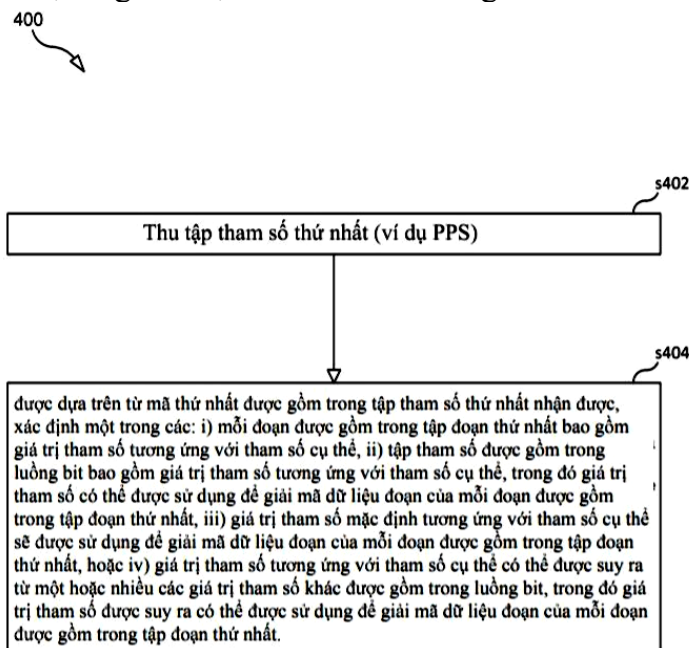 400
s402
Thu tập tham số thứ nhất (ví dụ PPS)
s404
được dựa trên từ mã thứ nhất được gồm trong tập tham số thứ nhất nhận được,
xác định một trong các: i) mỗi đoạn được gồm trong tập đoạn thứ nhất bao gồm
giá trị tham số tương ứng với tham số cụ thể, ii) tập tham số được gồm trong
luồng bit bao gồm giá trị tham số tương ứng với tham số cụ thể, trong đó giá trị
tham số có thể được sử dụng để giải mã dữ liệu đoạn của mỗi đoạn được gồm
trong tập đoạn thứ nhất, iii) giá trị tham số mặc định tương ứng với tham số cụ thể
sẽ được sử dụng để giải mã dữ liệu đoạn của mỗi đoạn được gồm trong tập đoạn
thứ nhất, hoặc iv) giá trị tham số tương ứng với tham số cụ thể có thể được suy ra
từ một hoặc nhiều các giá trị tham số khác được gồm trong luồng bit, trong đó giá
trị tham số được suy ra có thể được sử dụng để giải mã dữ liệu đoạn của mỗi đoạn
được gồm trong tập đoạn thứ nhất.